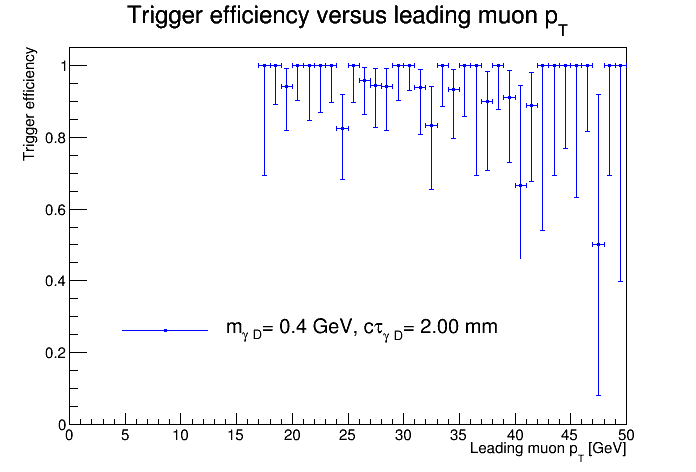 Trigger efficiency versus leading muon p_T
Trigger efficiency
1
0.8
0.6
0.4
0.2
0
m_γ D= 0.4 GeV, cτ_γ D= 2.00 mm
0 5 10 15 20 25 30 35 40 45 50
Leading muon p_T [GeV]